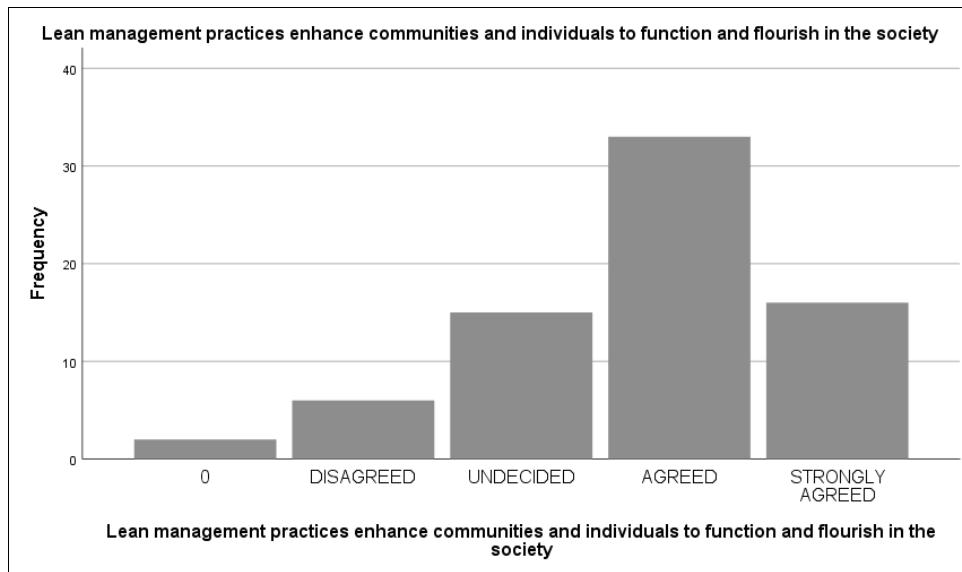 Lean management practices enhance communities and individuals to function and flourish in the society
40
30
20
10
0
Frequency
0
DISAGREED
UNDECIDED
AGREED
STRONGLY
AGREED
Lean management practices enhance communities and individuals to function and flourish in the
society